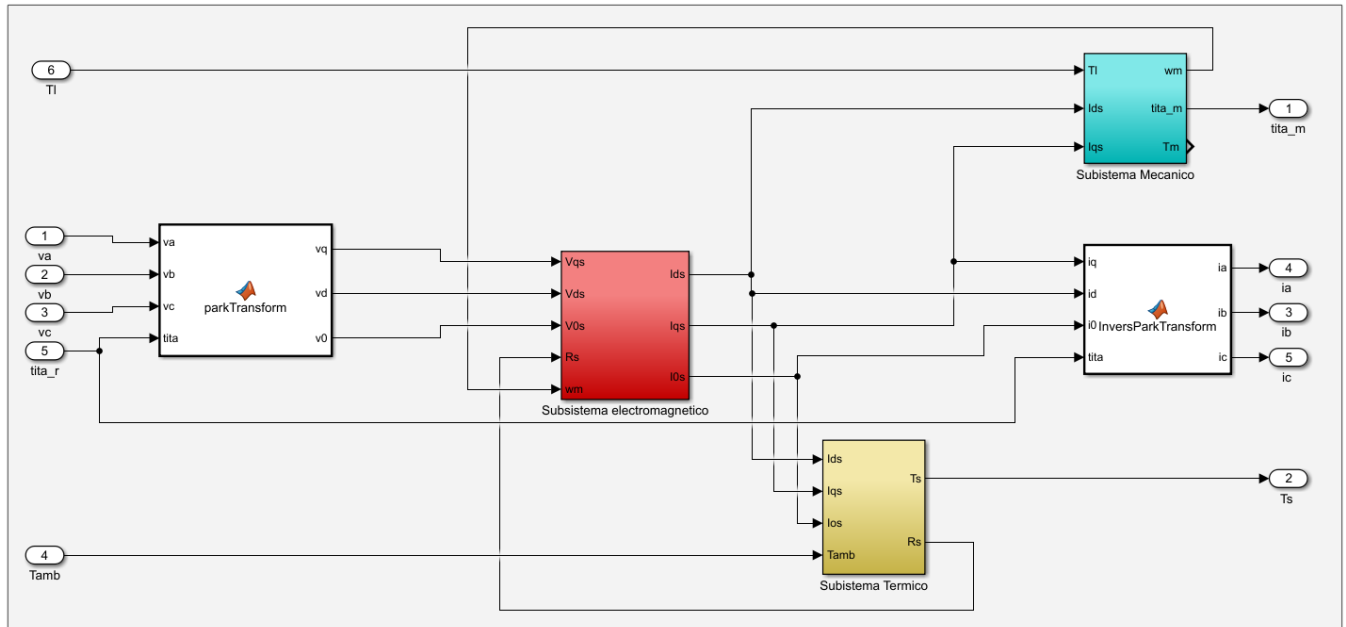 6
Tl
1
va
2
vb
3
vc
5
tita_r
4
Tamb
va
vb
vc
tita
parkTransform
vq
vd
v0
Vqs
Vds
V0s
Rs
wm
Ids
Iqs
I0s
Subsistema electromagnetico
Tl
Ids
Iqs
wm
tita_m
Tm
Subistema Mecanico
1
tita_m
iq
id
i0
tita
InversParkTransform
ia
ib
ic
4
ia
3
ib
5
ic
Ids
Iqs
Ios
Tamb
Ts
Rs
Subistema Termico
2
Ts